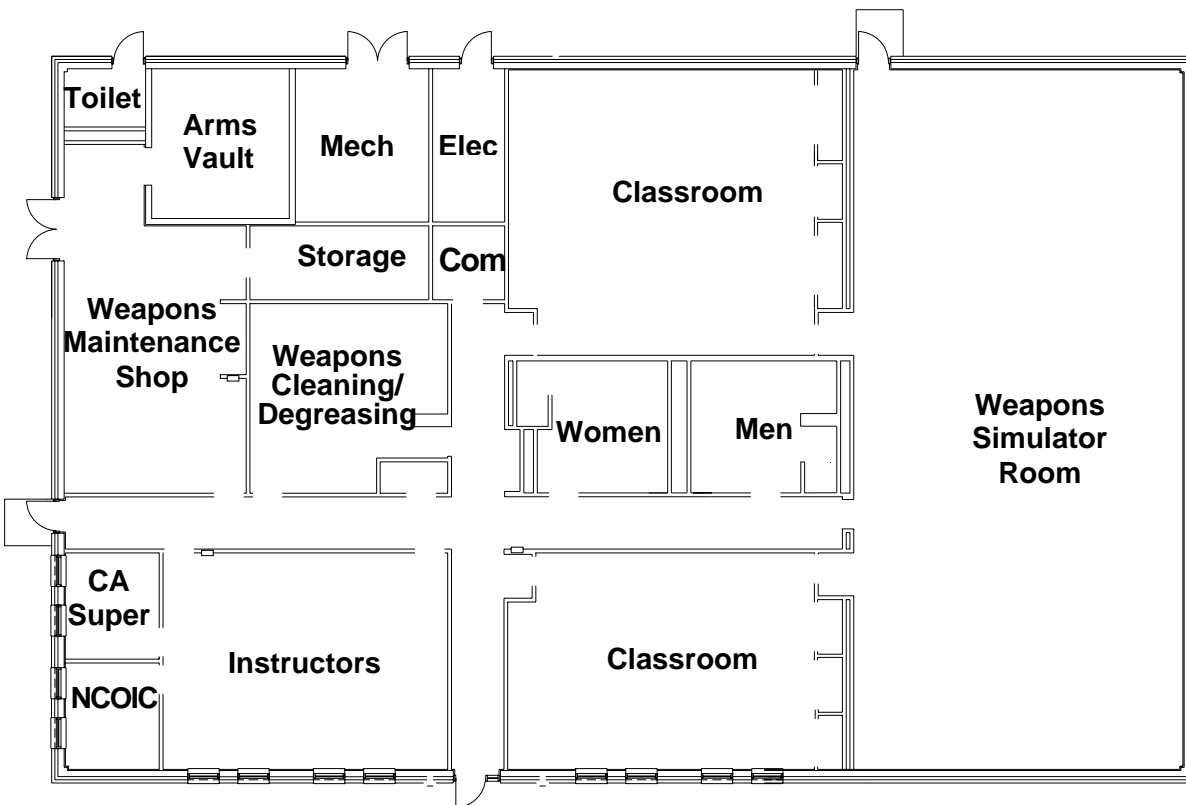 Toilet
Arms
Vault
Mech
Elec
Classroom
Storage
Com
Weapons
Maintenance
Shop
Weapons
Cleaning/
Degreasing
Women
Men
Weapons
Simulator
Room
CA
Super
NCOIC
Instructors
Classroom